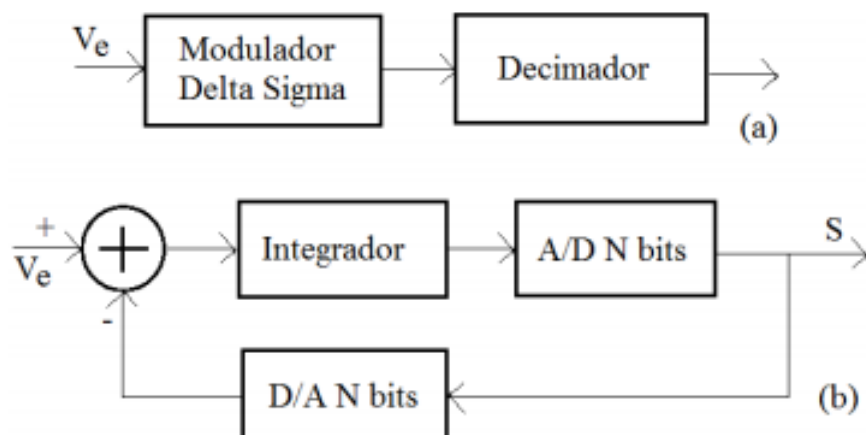 Ve
Modulador
Delta Sigma
Decimador
(a)
+
Ve
-
Integrador
A/D N bits
S
D/A N bits
(b)